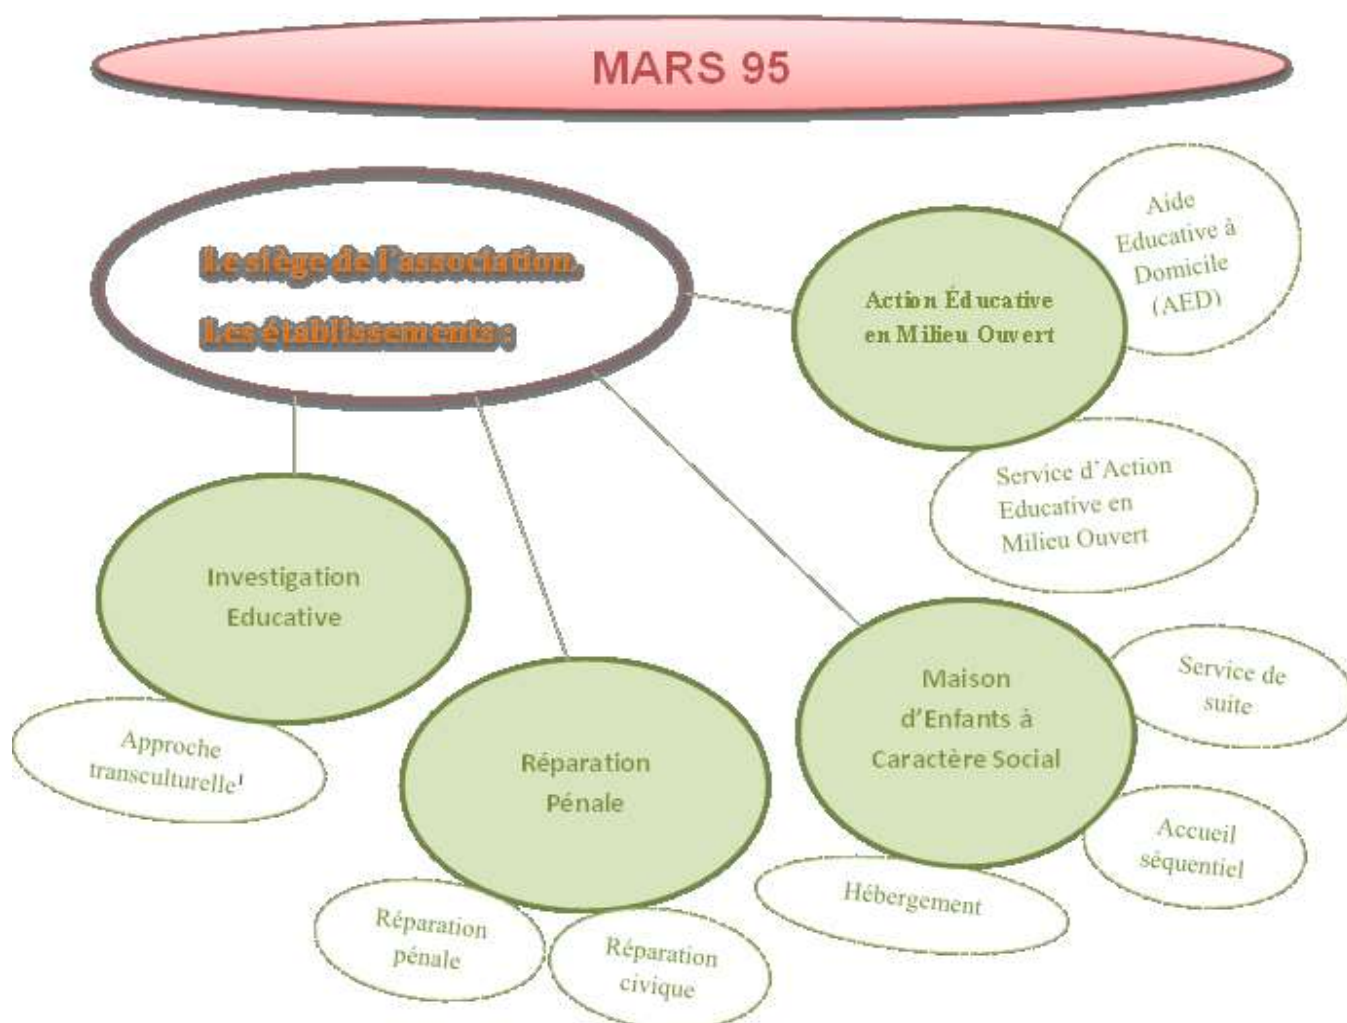 MARS 95
Le siège de l'association.
Les établissements :
Action Éducative
en Milieu Ouvert
Aide
Educative à
Domicile
(AED)
Service d'Action
Educative en
Milieu Ouvert
Investigation
Educative
Approche
transculturelle¹
Réparation
Pénale
Réparation
pénale
Réparation
civique
Maison
d'Enfants à
Caractère Social
Service de
suite
Accueil
séquentiel
Hébergement